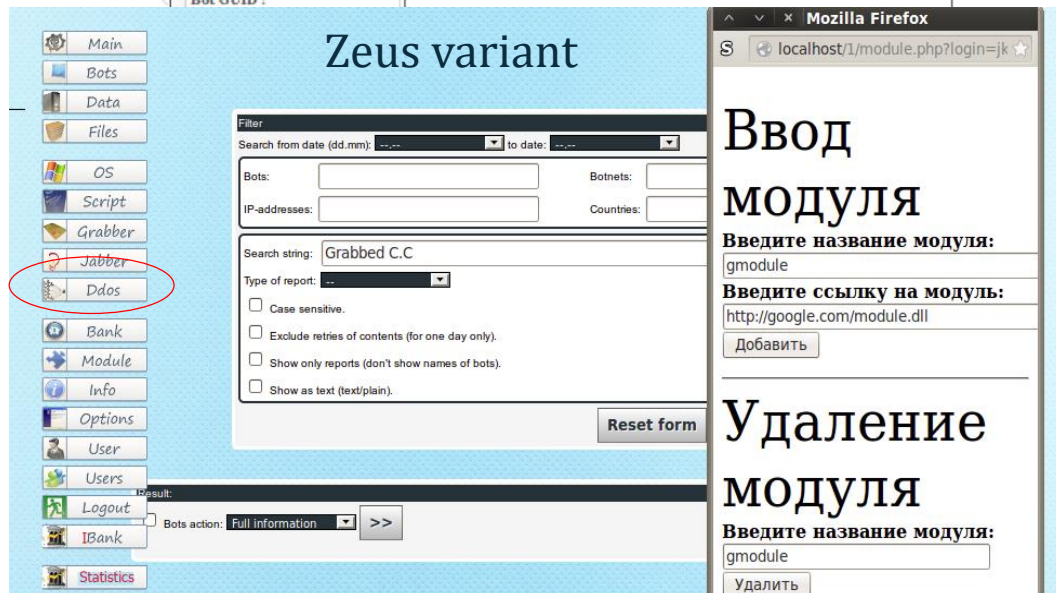 Bot GUID :
Zeus variant
Main
Bots
Data
Files
OS
Script
Grabber
Jabber
Ddos
Bank
Module
Info
Options
User
Users
Logout
IBank
Statistics
Filter
Search from date (dd.mm): --.-- to date: --.--
Bots: Botnets:
IP-addresses: Countries:
Search string: Grabbed C.C
Type of report: --
Case sensitive.
Exclude retries of contents (for one day only).
Show only reports (don't show names of bots).
Show as text (text/plain).
Reset form
Result:
Bots action: Full information >>
Mozilla Firefox
S localhost/1/module.php?login=jk
Ввод
модуля
Введите название модуля:
gmodule
Введите ссылку на модуль:
http://google.com/module.dll
Добавить
Удаление
модуля
Введите название модуля:
gmodule
Удалить